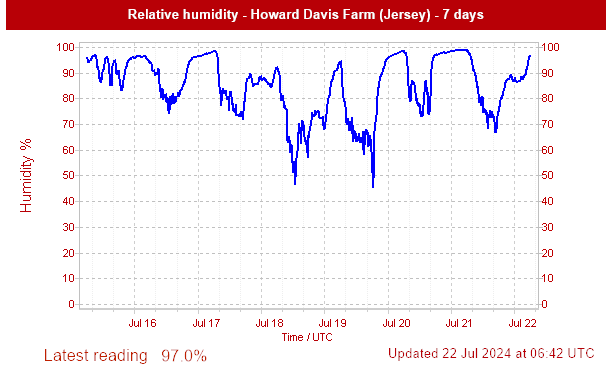 Relative humidity - Howard Davis Farm (Jersey) - 7 days
100 100
90 90
80 80
70 70
60 60
50 50
40 40
30 30
20 20
10 10
0 0
Humidity %
Jul 16 Jul 17 Jul 18 Jul 19 Jul 20 Jul 21 Jul 22
Time / UTC
Latest reading 97.0% Updated 22 Jul 2024 at 06:42 UTC